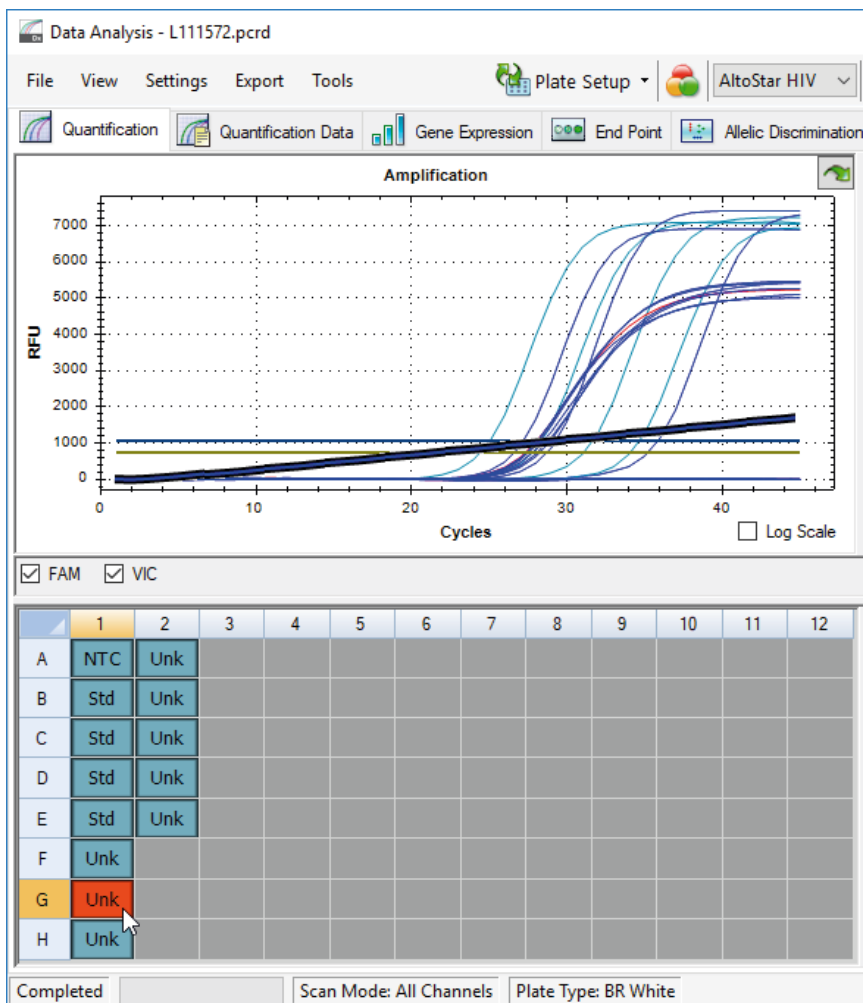 Data Analysis - L111572.pcrd
File View Settings Export Tools Plate Setup AltoStar HIV
Quantification Quantification Data Gene Expression End Point Allelic Discrimination
Amplification
RFU
7000
6000
5000
4000
3000
2000
1000
0
0 10 20 30 40
Cycles
Log Scale
FAM VIC
1 2 3 4 5 6 7 8 9 10 11 12
A NTC Unk
B Std Unk
C Std Unk
D Std Unk
E Std Unk
F Unk
G Unk
H Unk
Completed Scan Mode: All Channels Plate Type: BR White